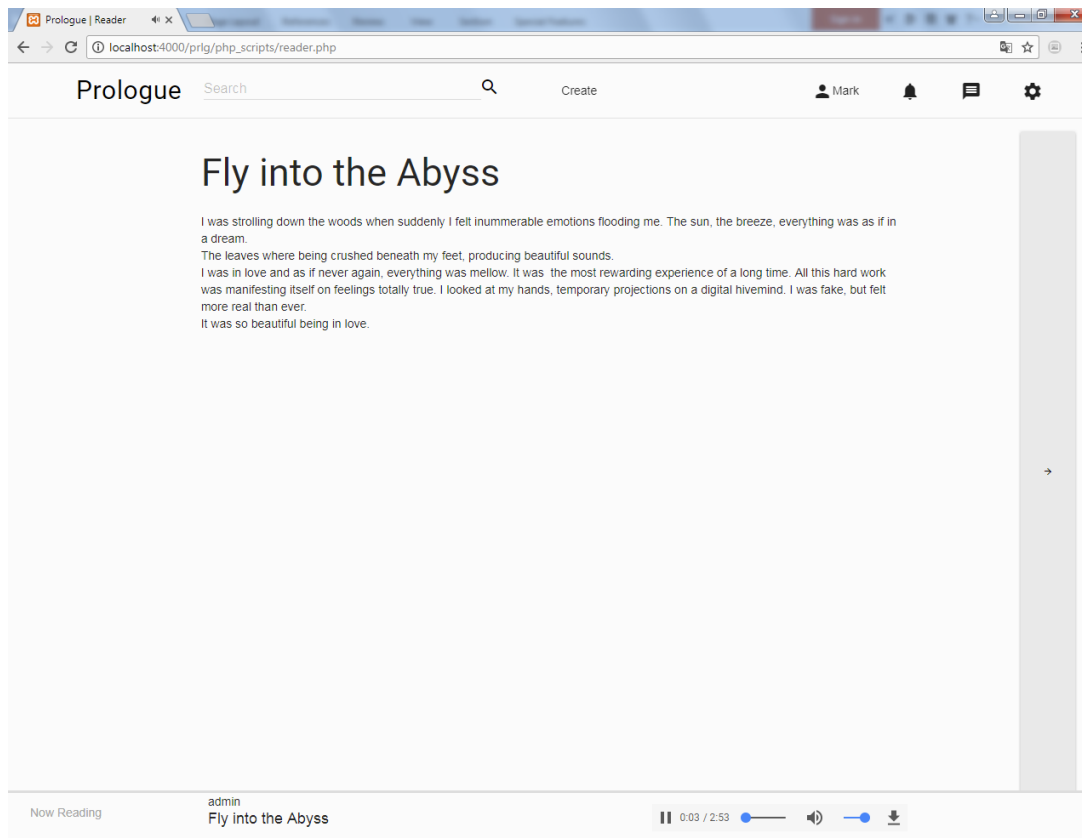 Prologue | Reader
localhost:4000/prlg/php_scripts/reader.php
Prologue Search Create Mark
Fly into the Abyss
I was strolling down the woods when suddenly I felt inummerable emotions flooding me. The sun, the breeze, everything was as if in
a dream.
The leaves where being crushed beneath my feet, producing beautiful sounds.
I was in love and as if never again, everything was mellow. It was  the most rewarding experience of a long time. All this hard work
was manifesting itself on feelings totally true. I looked at my hands, temporary projections on a digital hivemind. I was fake, but felt
more real than ever.
It was so beautiful being in love.
Now Reading
admin
Fly into the Abyss
0:03 / 2:53